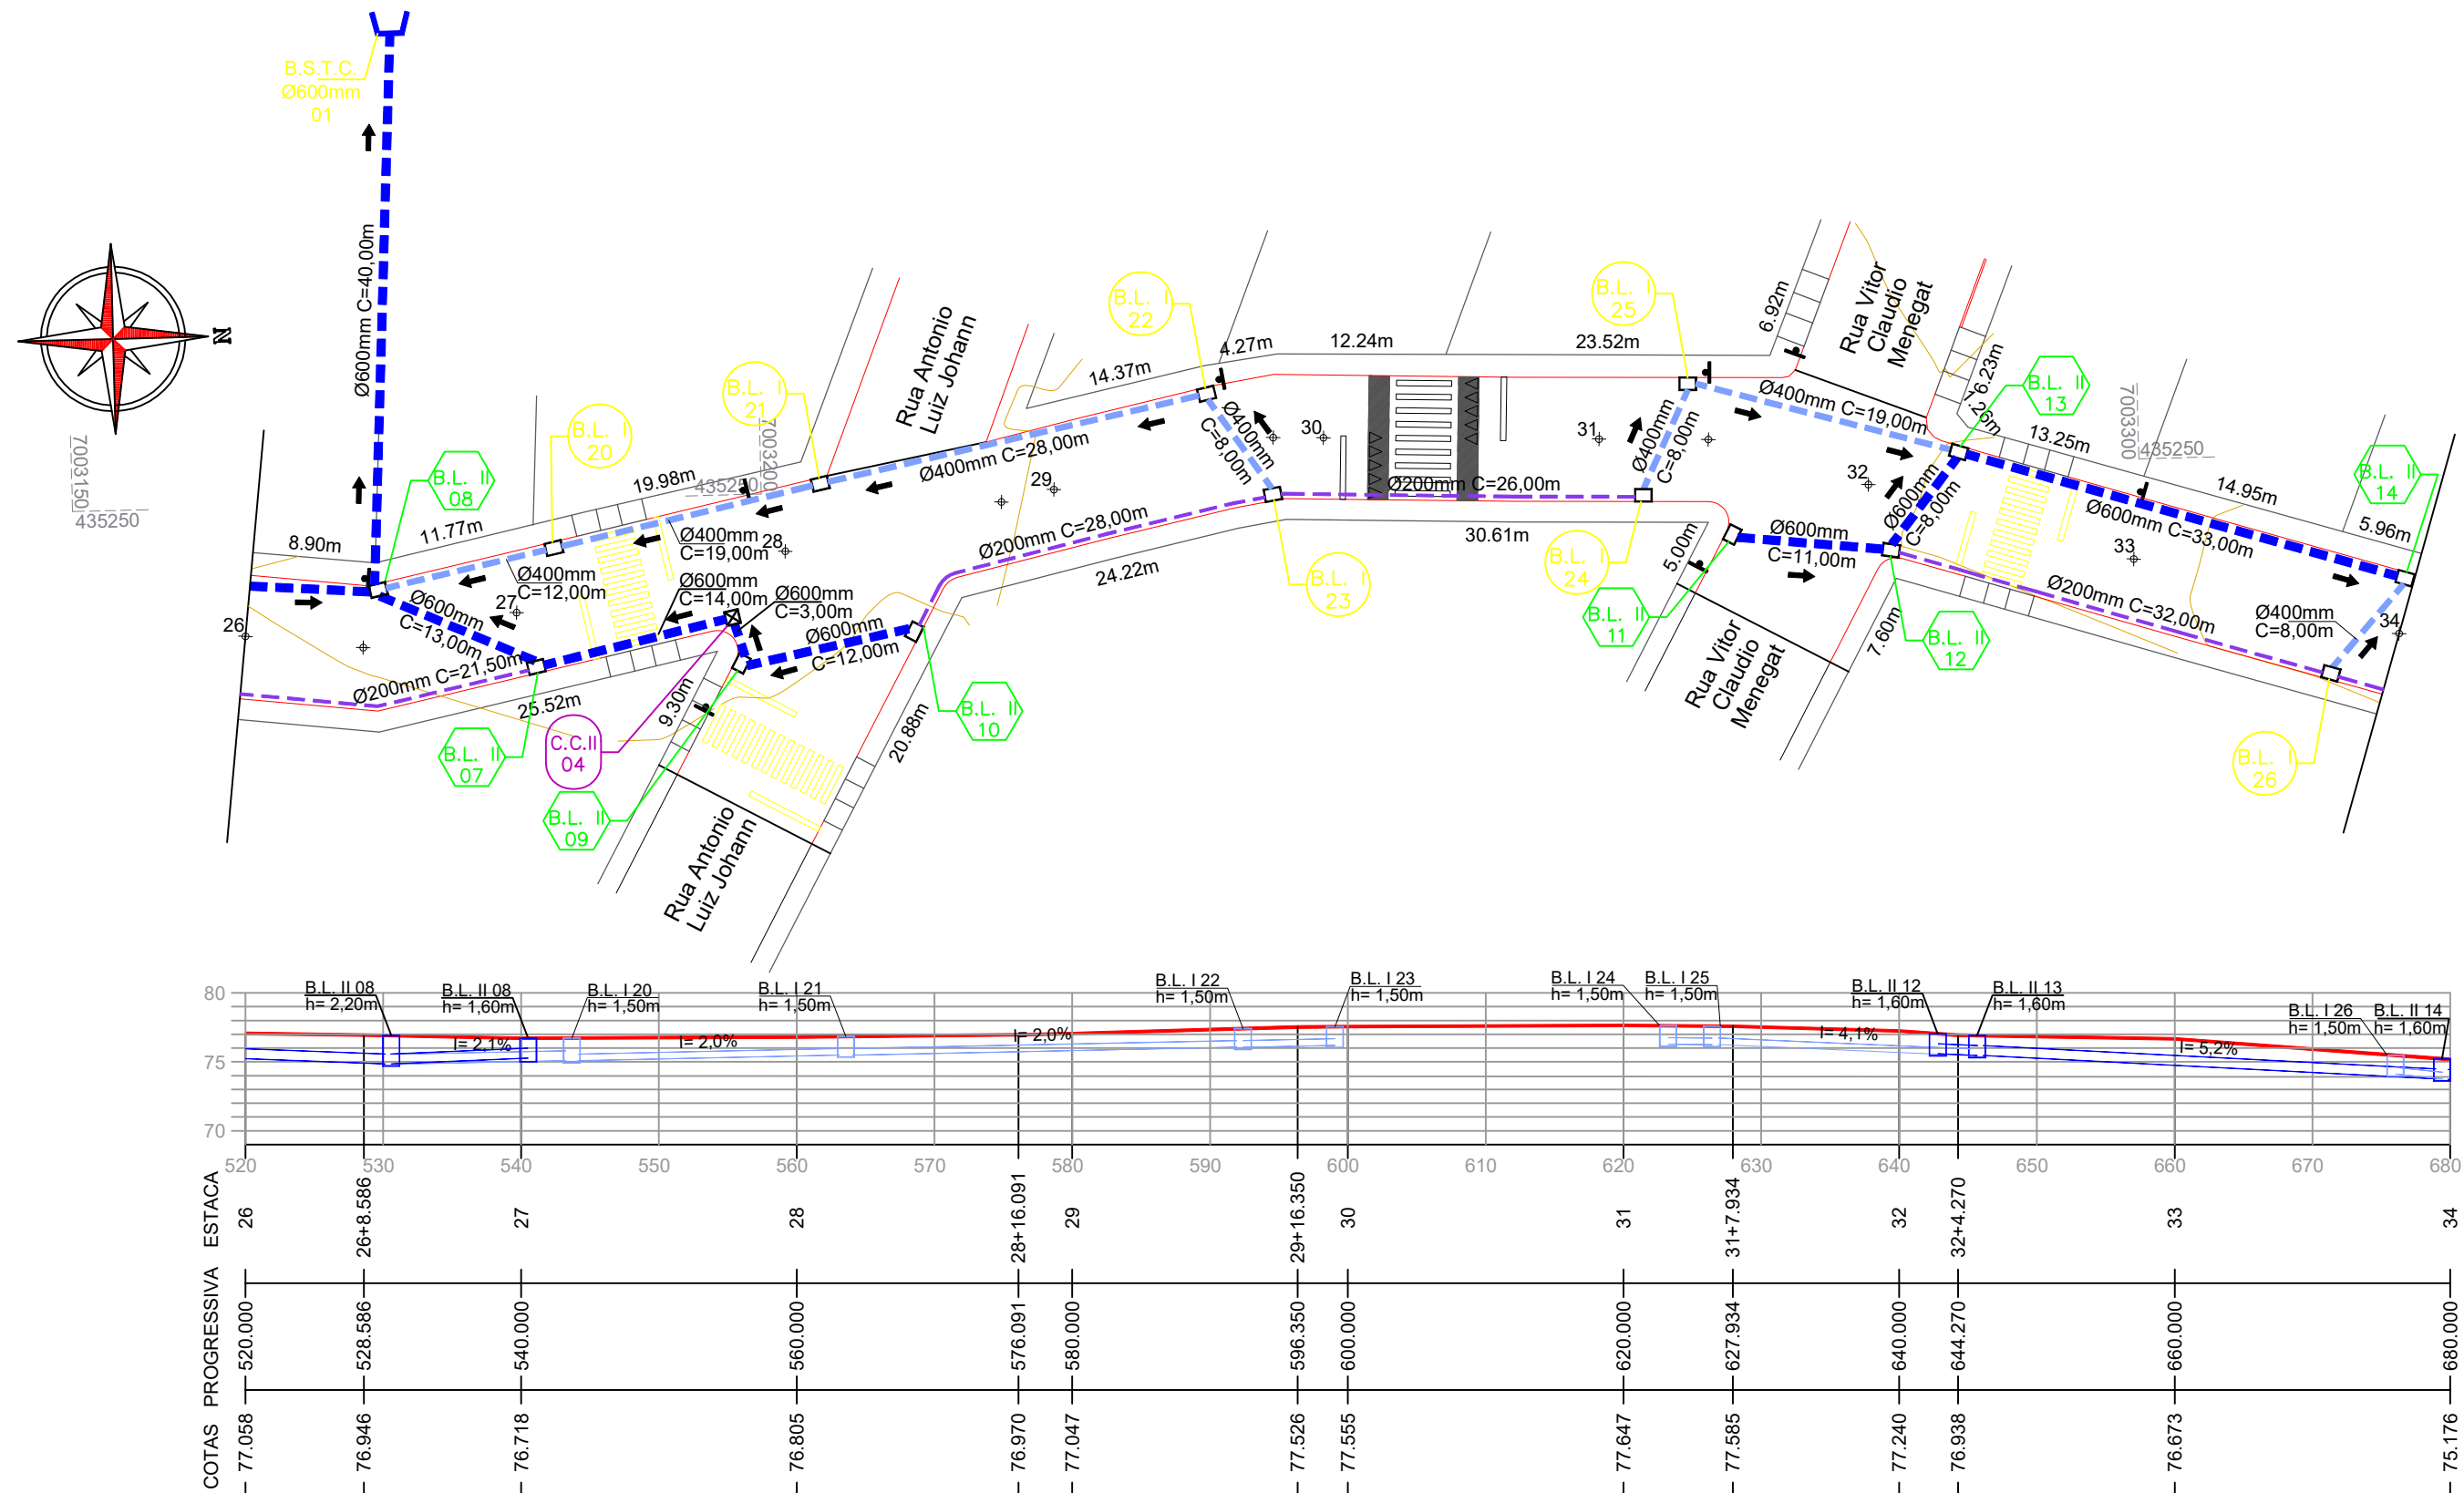 B.S.T.C.
Ø600mm
01
Ø600mm C=40,00m
N
7003150
435250
8.90m
B.L. II
08
11.77m
B.L. I
20
19.98m
B.L. I
21
435250
7003200
Rua Antonio
Luiz Johann
14.37m
B.L. I
22
4.27m
12.24m
23.52m
B.L. I
25
6.92m
Rua Vitor
Claudio
Menegat
6.23m
7.26m
B.L. II
13
13.25m
7003300
435250
14.95m
B.L. II
14
5.96m
26
27
28
29
30
31
32
33
34
Ø600mm
C=13,00m
Ø400mm
C=12,00m
Ø400mm
C=19,00m
Ø600mm
C=14,00m
Ø600mm
C=3,00m
Ø600mm
C=12,00m
Ø400mm C=28,00m
Ø400mm
C=8,00m
Ø200mm C=28,00m
Ø200mm C=26,00m
Ø400mm
C=8,00m
Ø400mm C=19,00m
Ø600mm
C=8,00m
Ø600mm
C=11,00m
Ø600mm C=33,00m
Ø200mm C=32,00m
Ø400mm
C=8,00m
Ø200mm C=21,50m
25.52m
B.L. II
07
C.C.II
04
B.L. II
09
9.30m
20.88m
B.L. II
10
24.22m
B.L. I
23
30.61m
B.L. I
24
5.00m
B.L. II
11
7.60m
B.L. II
12
B.L. I
26
Rua Antonio
Luiz Johann
Rua Vitor
Claudio
Menegat
B.L. II 08
h= 2,20m
B.L. II 08
h= 1,60m
B.L. I 20
h= 1,50m
B.L. I 21
h= 1,50m
B.L. I 22
h= 1,50m
B.L. I 23
h= 1,50m
B.L. I 24
h= 1,50m
B.L. I 25
h= 1,50m
B.L. II 12
h= 1,60m
B.L. II 13
h= 1,60m
B.L. I 26
h= 1,50m
B.L. II 14
h= 1,60m
80
75
70
I= 2,1%
I= 2,0%
I= 2,0%
I= 4,1%
I= 5,2%
520 530 540 550 560 570 580 590 600 610 620 630 640 650 660 670 680
ESTACA 26 26+8.586 27 28 28+16.091 29 29+16.350 30 31 31+7.934 32 32+4.270 33 34
PROGRESSIVA 520.000 528.586 540.000 560.000 576.091 580.000 596.350 600.000 620.000 627.934 640.000 644.270 660.000 680.000
COTAS 77.058 76.946 76.718 76.805 76.970 77.047 77.526 77.555 77.647 77.585 77.240 76.938 76.673 75.176